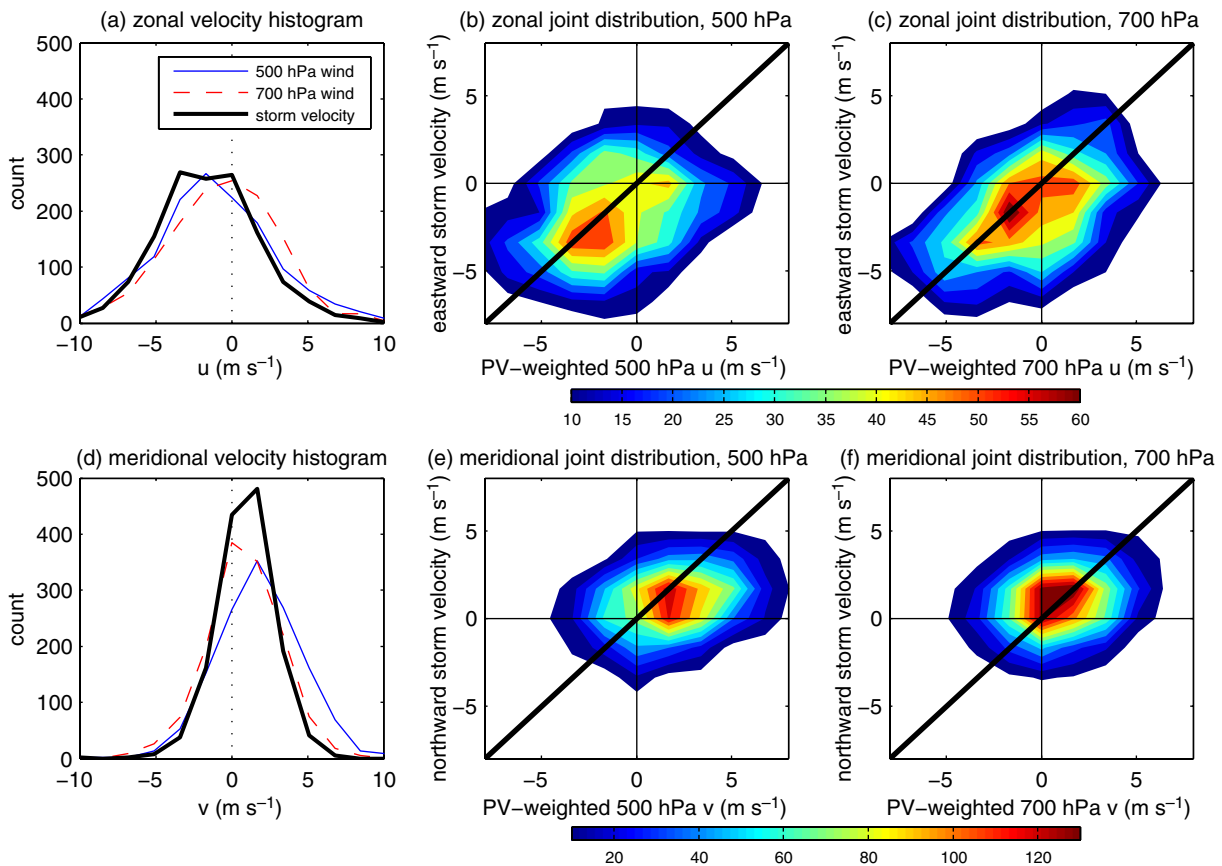 (a) zonal velocity histogram
500
400
300
200
100
0
count
−10
−5
0
5
10
u (m s⁻¹)
500 hPa wind
700 hPa wind
storm velocity
(b) zonal joint distribution, 500 hPa
eastward storm velocity (m s⁻¹)
5
0
−5
−5
0
5
PV−weighted 500 hPa u (m s⁻¹)
(c) zonal joint distribution, 700 hPa
eastward storm velocity (m s⁻¹)
5
0
−5
−5
0
5
PV−weighted 700 hPa u (m s⁻¹)
10 15 20 25 30 35 40 45 50 55 60
(d) meridional velocity histogram
500
400
300
200
100
0
count
−10
−5
0
5
10
v (m s⁻¹)
(e) meridional joint distribution, 500 hPa
northward storm velocity (m s⁻¹)
5
0
−5
−5
0
5
PV−weighted 500 hPa v (m s⁻¹)
(f) meridional joint distribution, 700 hPa
northward storm velocity (m s⁻¹)
5
0
−5
−5
0
5
PV−weighted 700 hPa v (m s⁻¹)
20 40 60 80 100 120